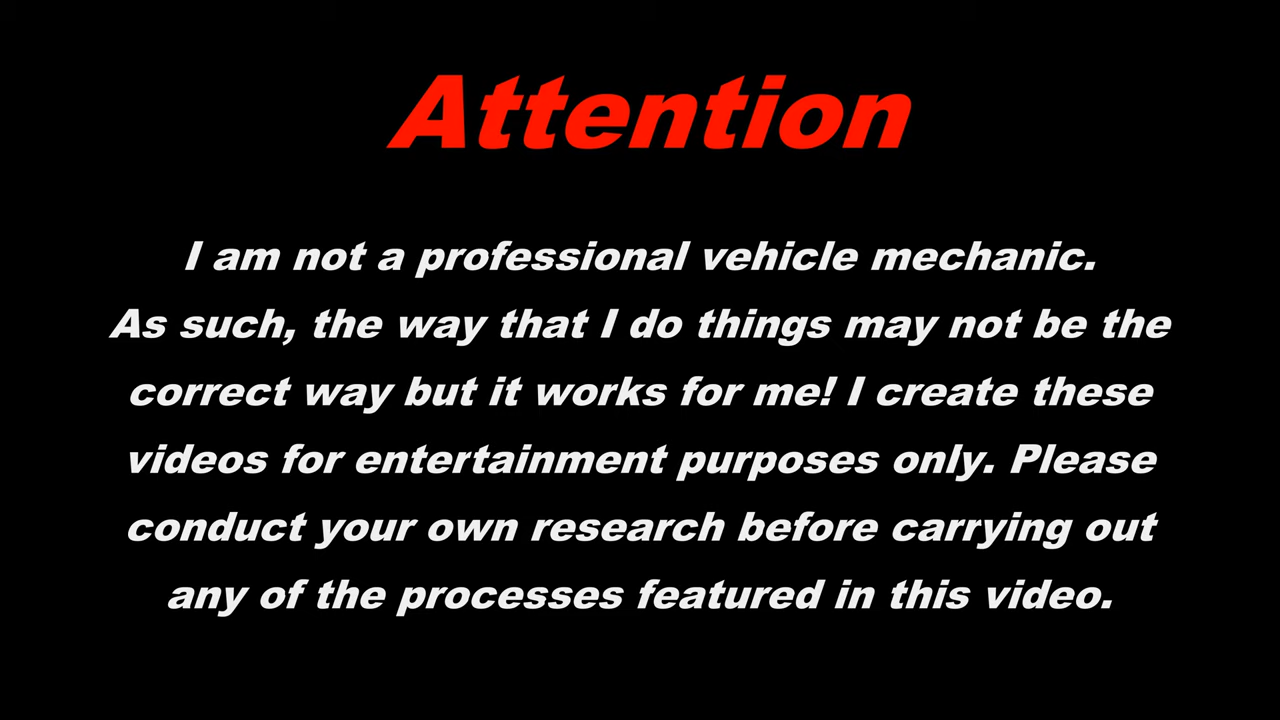 Attention
I am not a professional vehicle mechanic.
As such, the way that I do things may not be the
correct way but it works for me! I create these
videos for entertainment purposes only. Please
conduct your own research before carrying out
any of the processes featured in this video.